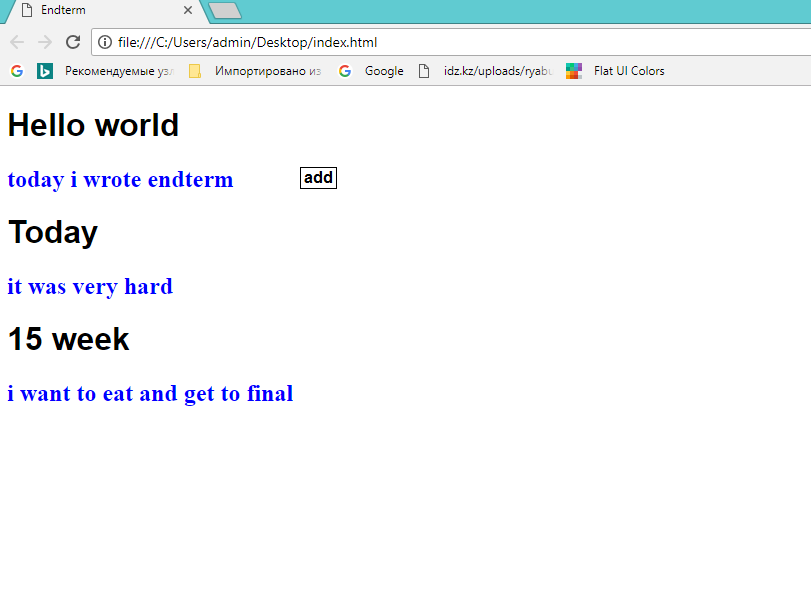 Endterm
file:///C:/Users/admin/Desktop/index.html
Рекомендуемые узл Импортировано из Google idz.kz/uploads/ryabu Flat UI Colors
Hello world
today i wrote endterm add
Today
it was very hard
15 week
i want to eat and get to final